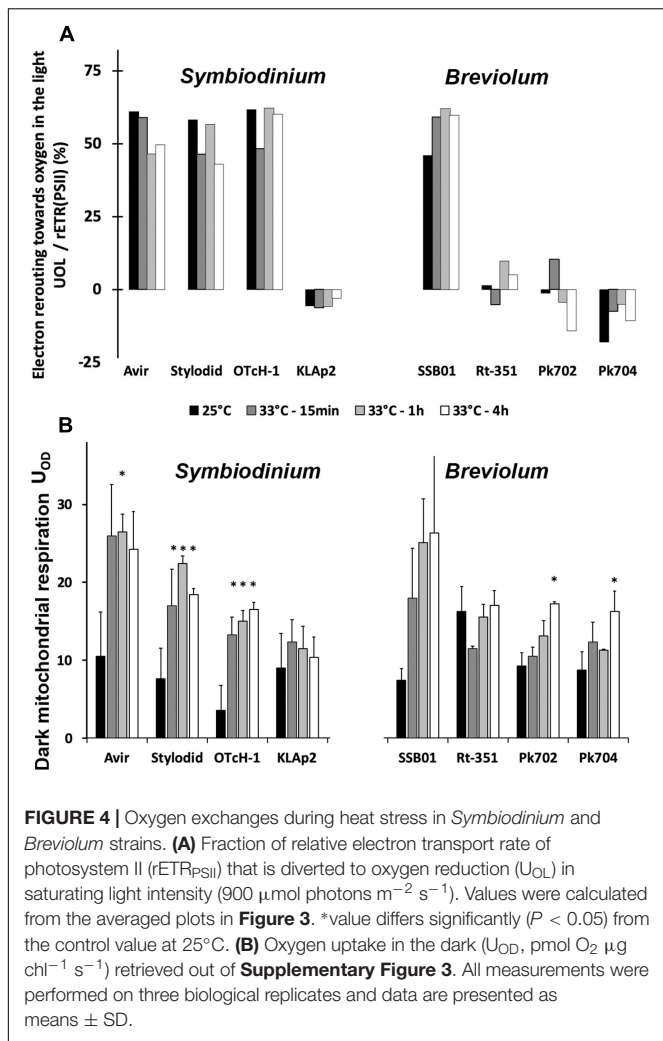 A
Symbiodinium
Breviolum
Electron rerouting towards oxygen in the light
UOL / rETR(PSII) (%)
75
50
25
0
-25
Avir Stylodid OTcH-1 KLAp2 SSB01 Rt-351 Pk702 Pk704
25°C 33°C - 15min 33°C - 1h 33°C - 4h
B
Symbiodinium
Breviolum
Dark mitochondrial respiration UOD
30
20
10
0
*
* * *
* * *
*
*
Avir Stylodid OTcH-1 KLAp2 SSB01 Rt-351 Pk702 Pk704
FIGURE 4 | Oxygen exchanges during heat stress in Symbiodinium and
Breviolum strains. (A) Fraction of relative electron transport rate of
photosystem II (rETRPSII) that is diverted to oxygen reduction (UOL) in
saturating light intensity (900 μmol photons m−2 s−1). Values were calculated
from the averaged plots in Figure 3. *value differs significantly (P < 0.05) from
the control value at 25°C. (B) Oxygen uptake in the dark (UOD, pmol O2 μg
chl−1 s−1) retrieved out of Supplementary Figure 3. All measurements were
performed on three biological replicates and data are presented as
means ± SD.